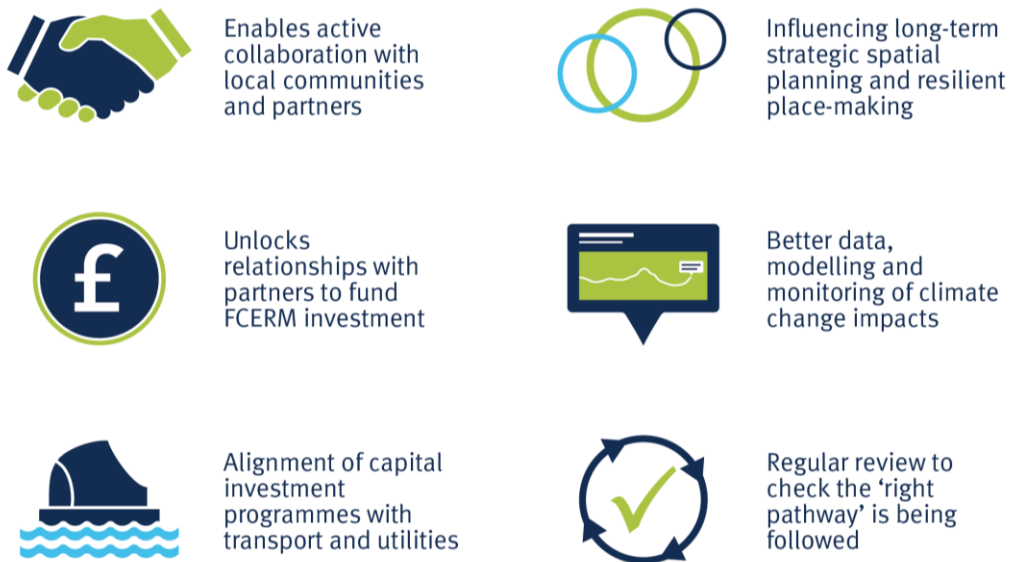 Enables active
collaboration with
local communities
and partners
Influencing long-term
strategic spatial
planning and resilient
place-making
£
Unlocks
relationships with
partners to fund
FCERM investment
Better data,
modelling and
monitoring of climate
change impacts
Alignment of capital
investment
programmes with
transport and utilities
Regular review to
check the ‘right
pathway’ is being
followed